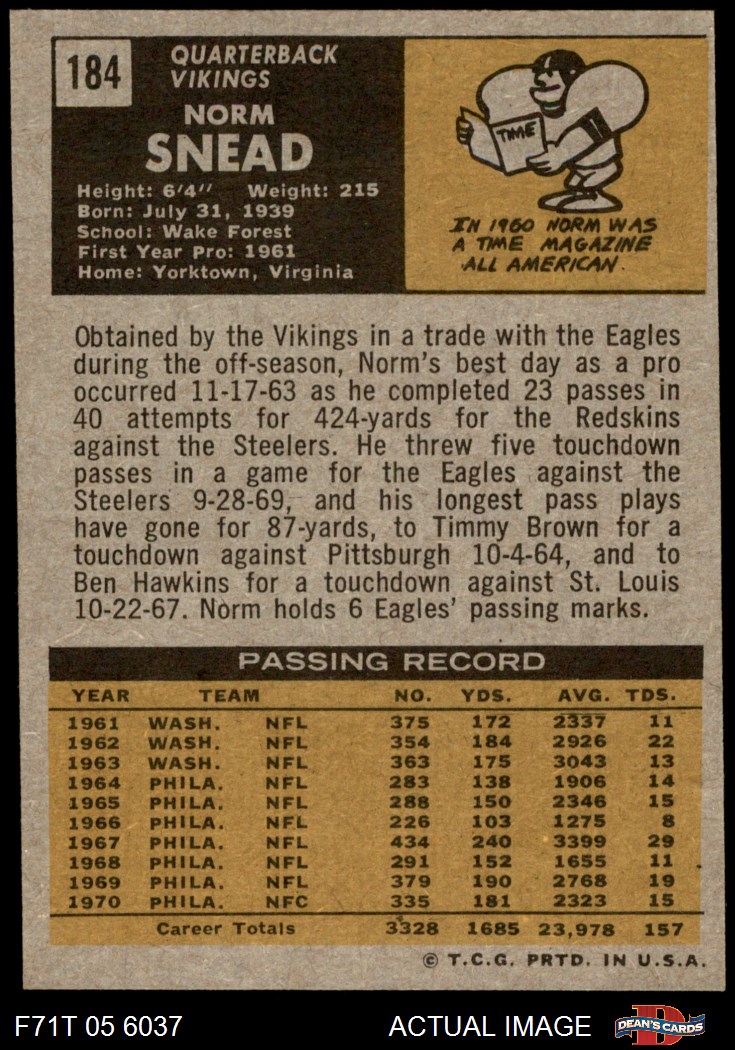 184
QUARTERBACK
VIKINGS
NORM
SNEAD
Height: 6'4" Weight: 215
Born: July 31, 1939
School: Wake Forest
First Year Pro: 1961
Home: Yorktown, Virginia
TIME
IN 1960 NORM WAS
A TIME MAGAZINE
ALL AMERICAN.
Obtained by the Vikings in a trade with the Eagles
during the off-season, Norm's best day as a pro
occurred 11-17-63 as he completed 23 passes in
40 attempts for 424-yards for the Redskins
against the Steelers. He threw five touchdown
passes in a game for the Eagles against the
Steelers 9-28-69, and his longest pass plays
have gone for 87-yards, to Timmy Brown for a
touchdown against Pittsburgh 10-4-64, and to
Ben Hawkins for a touchdown against St. Louis
10-22-67. Norm holds 6 Eagles' passing marks.
PASSING RECORD
YEAR TEAM NO. YDS. AVG. TDS.
1961 WASH. NFL 375 172 2337 11
1962 WASH. NFL 354 184 2926 22
1963 WASH. NFL 363 175 3043 13
1964 PHILA. NFL 283 138 1906 14
1965 PHILA. NFL 288 150 2346 15
1966 PHILA. NFL 226 103 1275 8
1967 PHILA. NFL 434 240 3399 29
1968 PHILA. NFL 291 152 1655 11
1969 PHILA. NFL 379 190 2768 19
1970 PHILA. NFC 335 181 2323 15
Career Totals 3328 1685 23,978 157
© T.C.G. PRTD. IN U.S.A.
F71T 05 6037 ACTUAL IMAGE D DEAN'S CARDS